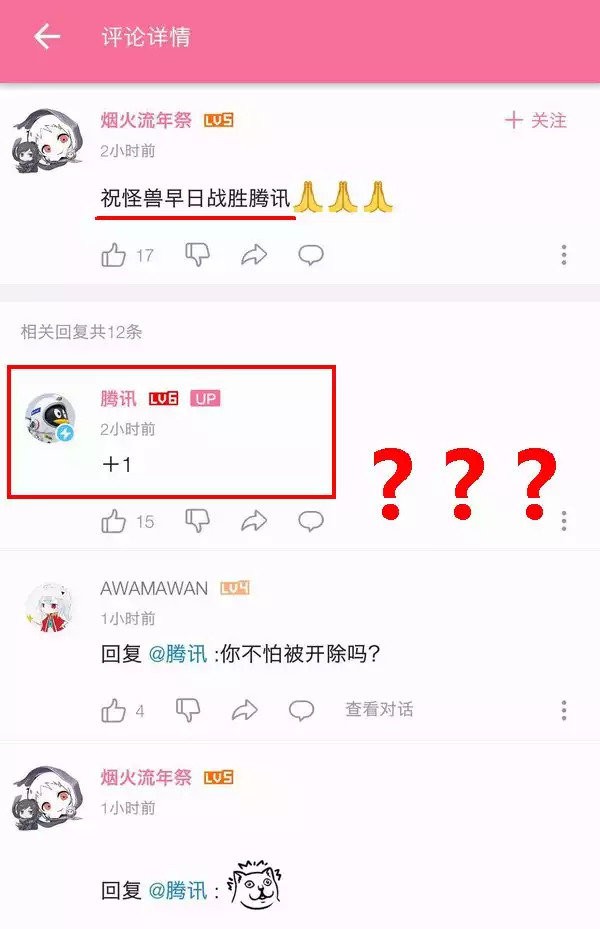 评论详情
烟火流年祭 LV5
+ 关注
2小时前
祝怪兽早日战胜腾讯🙏🙏🙏
17
相关回复共12条
腾讯 LV6 UP
2小时前
+1
? ? ?
15
AWAMAWAN LV4
1小时前
回复 @腾讯 :你不怕被开除吗?
4
查看对话
烟火流年祭 LV5
1小时前
回复 @腾讯 :